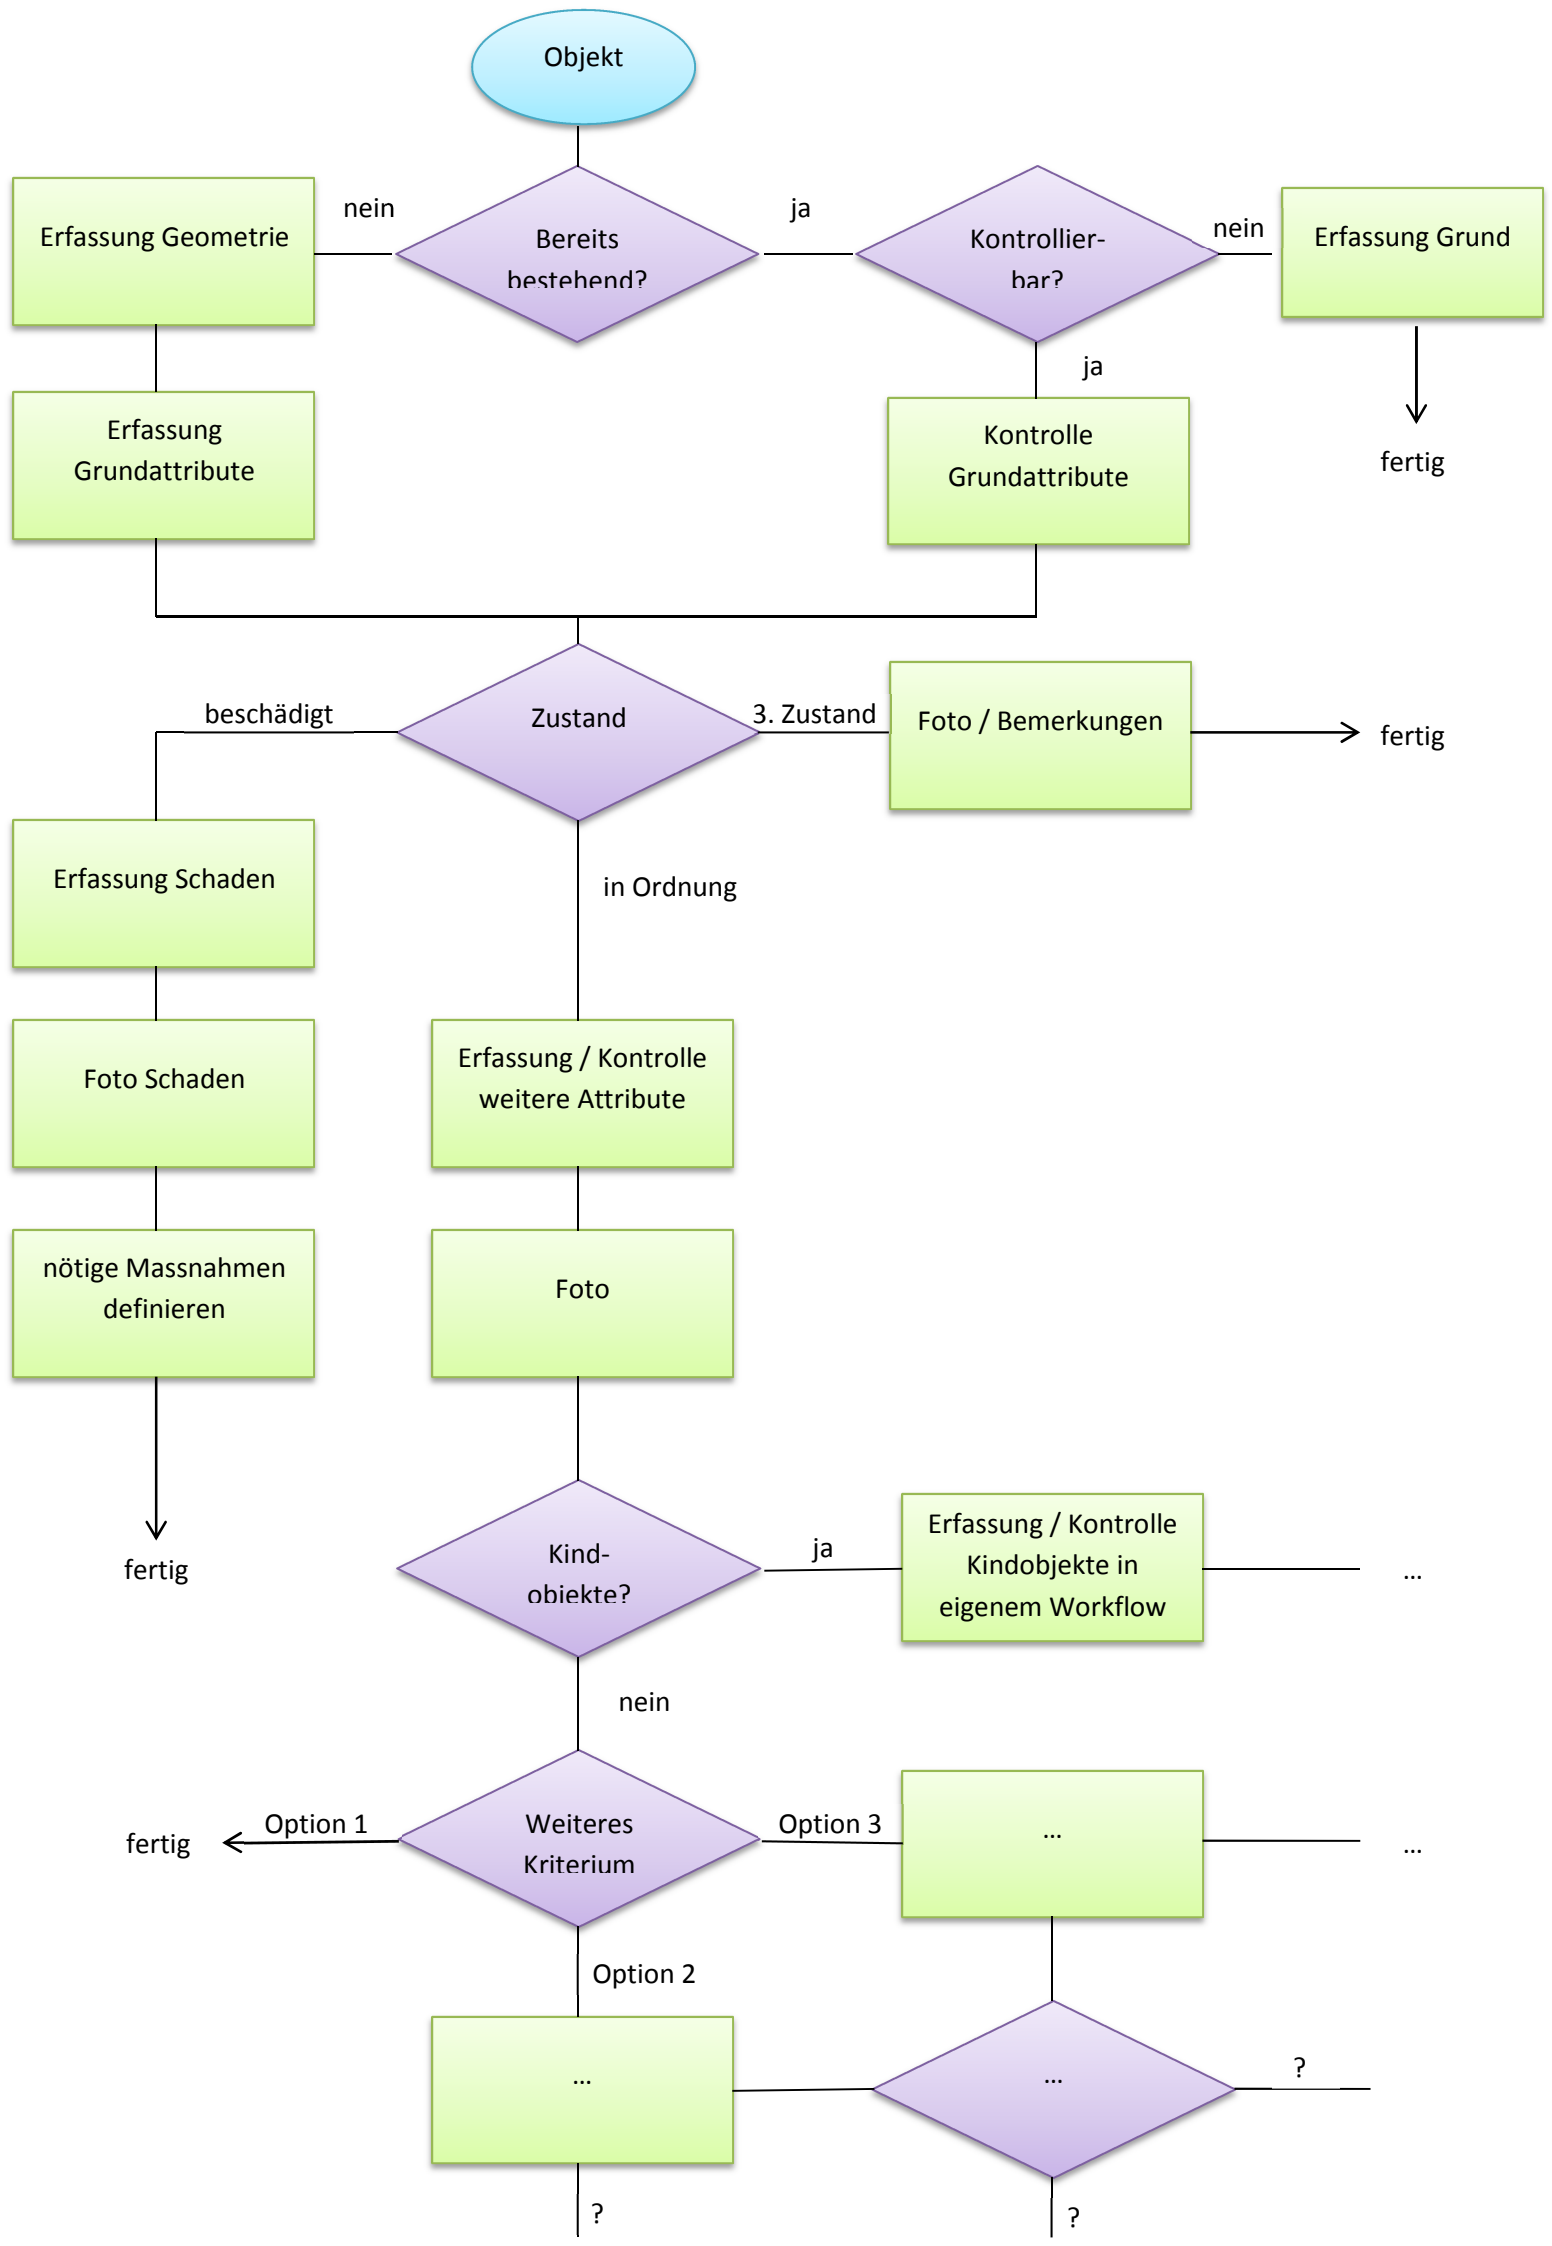 Objekt
nein
ja
nein
Erfassung Geometrie
Bereits
bestehend?
Kontrollier-
bar?
Erfassung Grund
ja
Erfassung
Grundattribute
Kontrolle
Grundattribute
fertig
beschädigt
Zustand
3. Zustand
Foto / Bemerkungen
fertig
Erfassung Schaden
in Ordnung
Foto Schaden
Erfassung / Kontrolle
weitere Attribute
nötige Massnahmen
definieren
Foto
fertig
Kind-
objekte?
ja
Erfassung / Kontrolle
Kindobjekte in
eigenem Workflow
...
nein
fertig
Option 1
Weiteres
Kriterium
Option 3
...
...
Option 2
...
...
?
?
?